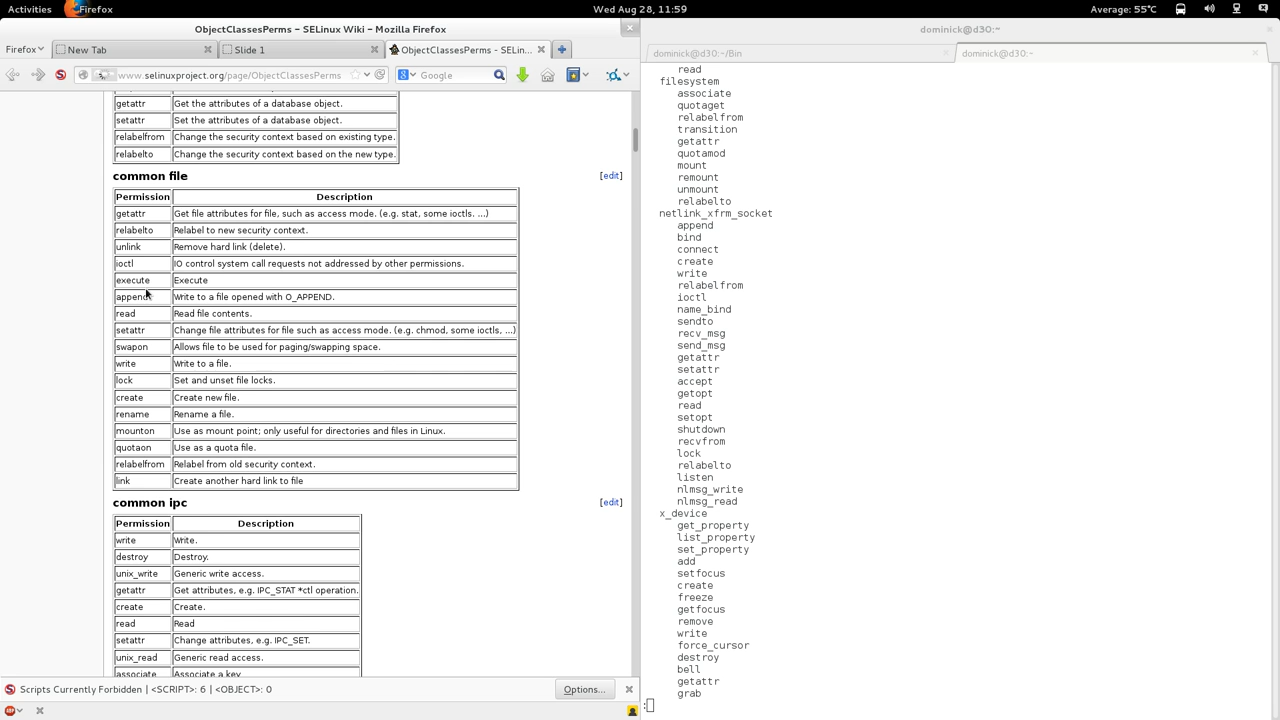 Activities Firefox Wed Aug 28, 11:59 Average: 55°C
ObjectClassesPerms – SELinux Wiki – Mozilla Firefox
Firefox New Tab Slide 1 ObjectClassesPerms - SELin...
www.selinuxproject.org/page/ObjectClassesPerms Google
getattr Get the attributes of a database object.
setattr Set the attributes of a database object.
relabelfrom Change the security context based on existing type.
relabelto Change the security context based on the new type.
common file [edit]
Permission Description
getattr Get file attributes for file, such as access mode. (e.g. stat, some ioctls. ...)
relabelto Relabel to new security context.
unlink Remove hard link (delete).
ioctl IO control system call requests not addressed by other permissions.
execute Execute
append Write to a file opened with O_APPEND.
read Read file contents.
setattr Change file attributes for file such as access mode. (e.g. chmod, some ioctls, ...)
swapon Allows file to be used for paging/swapping space.
write Write to a file.
lock Set and unset file locks.
create Create new file.
rename Rename a file.
mounton Use as mount point; only useful for directories and files in Linux.
quotaon Use as a quota file.
relabelfrom Relabel from old security context.
link Create another hard link to file
common ipc [edit]
Permission Description
write Write.
destroy Destroy.
unix_write Generic write access.
getattr Get attributes, e.g. IPC_STAT *ctl operation.
create Create.
read Read
setattr Change attributes, e.g. IPC_SET.
unix_read Generic read access.
associate Associate a key
Scripts Currently Forbidden | <SCRIPT>: 6 | <OBJECT>: 0 Options...
dominick@d30:~
dominick@d30:~/Bin dominick@d30:~
read
filesystem
associate
quotaget
relabelfrom
transition
getattr
quotamod
mount
remount
unmount
relabelto
netlink_xfrm_socket
append
bind
connect
create
write
relabelfrom
ioctl
name_bind
sendto
recv_msg
send_msg
getattr
setattr
accept
getopt
read
setopt
shutdown
recvfrom
lock
relabelto
listen
nlmsg_write
nlmsg_read
x_device
get_property
list_property
set_property
add
setfocus
create
freeze
getfocus
remove
write
force_cursor
destroy
bell
getattr
grab
: